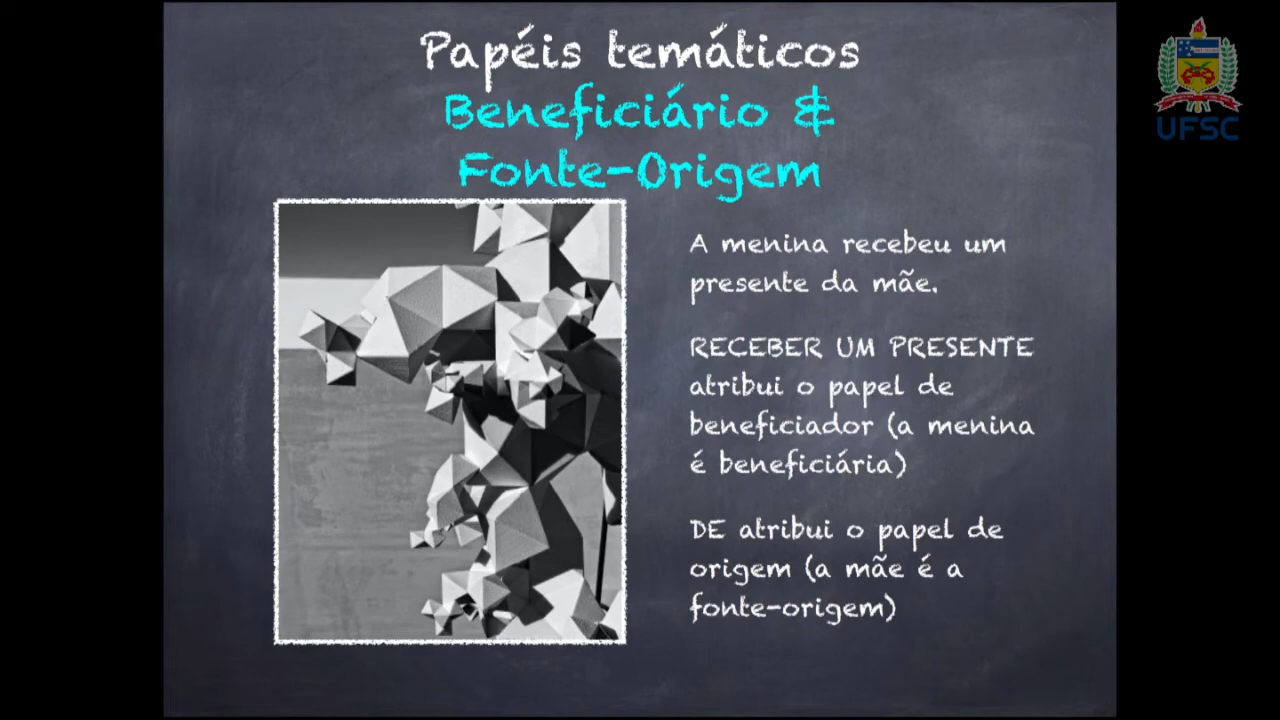 Papéis temáticos
Beneficiário &
Fonte-Origem
A menina recebeu um
presente da mãe.
RECEBER UM PRESENTE
atribui o papel de
beneficiador (a menina
é beneficiária)
DE atribui o papel de
origem (a mãe é a
fonte-origem)
UFSC